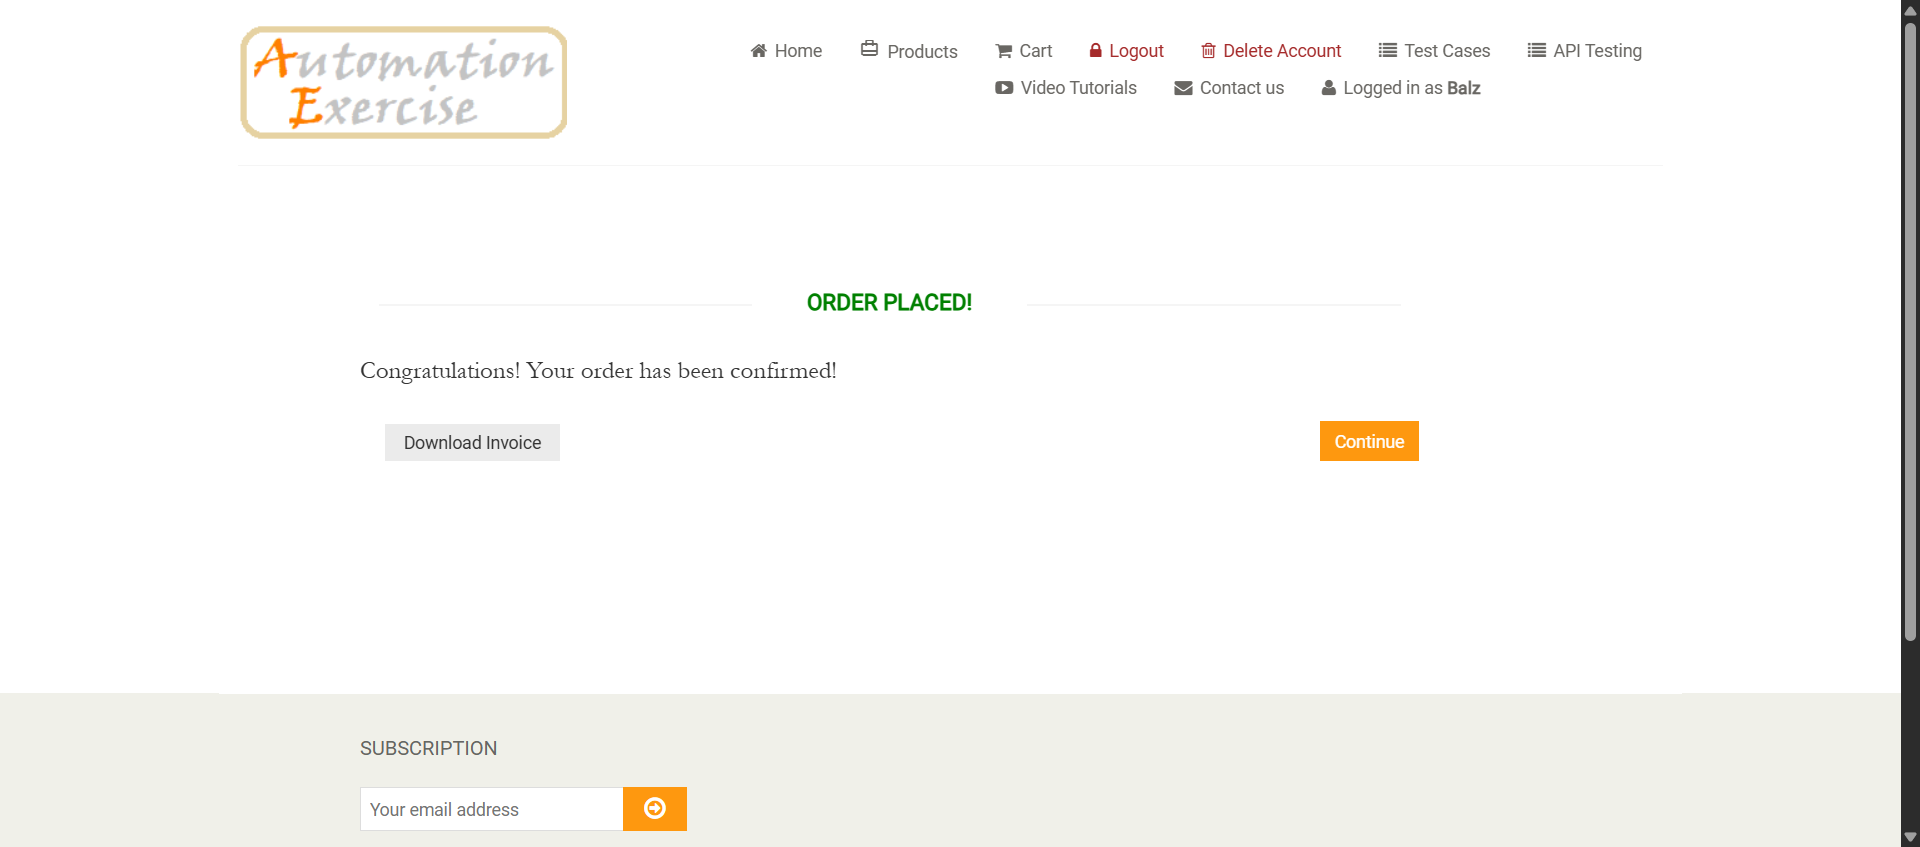 Automation
Exercise
Home
Products
Cart
Logout
Delete Account
Test Cases
API Testing
Video Tutorials
Contact us
Logged in as Balz
ORDER PLACED!
Congratulations! Your order has been confirmed!
Download Invoice
Continue
SUBSCRIPTION
Your email address